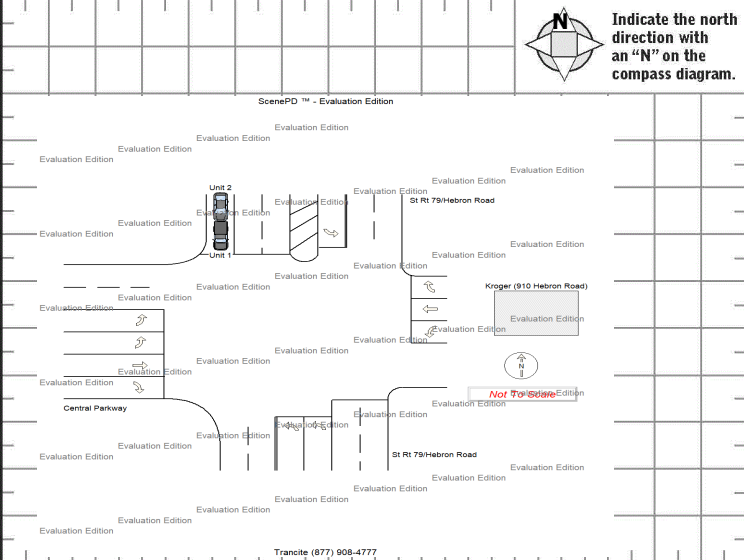 N
Indicate the north
direction with
an “N” on the
compass diagram.
ScenePD ™ - Evaluation Edition
Evaluation Edition
Evaluation Edition
Evaluation Edition
Evaluation Edition
Evaluation Edition
Evaluation Edition
Unit 2
Evaluation Edition
Evaluation Edition
St Rt 79/Hebron Road
Evaluation Edition
Evaluation Edition
Evaluation Edition
Evaluation Edition
Unit 1
Evaluation Edition
Evaluation Edition
Evaluation Edition
Evaluation Edition
Kroger (910 Hebron Road)
Evaluation Edition
Evaluation Edition
Evaluation Edition
Evaluation Edition
Evaluation Edition
Evaluation Edition
N
Evaluation Edition
Evaluation Edition
Not To Scale
Evaluation Edition
Evaluation Edition
Central Parkway
Evaluation Edition
Evaluation Edition
Evaluation Edition
Evaluation Edition
St Rt 79/Hebron Road
Evaluation Edition
Evaluation Edition
Evaluation Edition
Evaluation Edition
Evaluation Edition
Evaluation Edition
Evaluation Edition
Evaluation Edition
Trancite (877) 908-4777